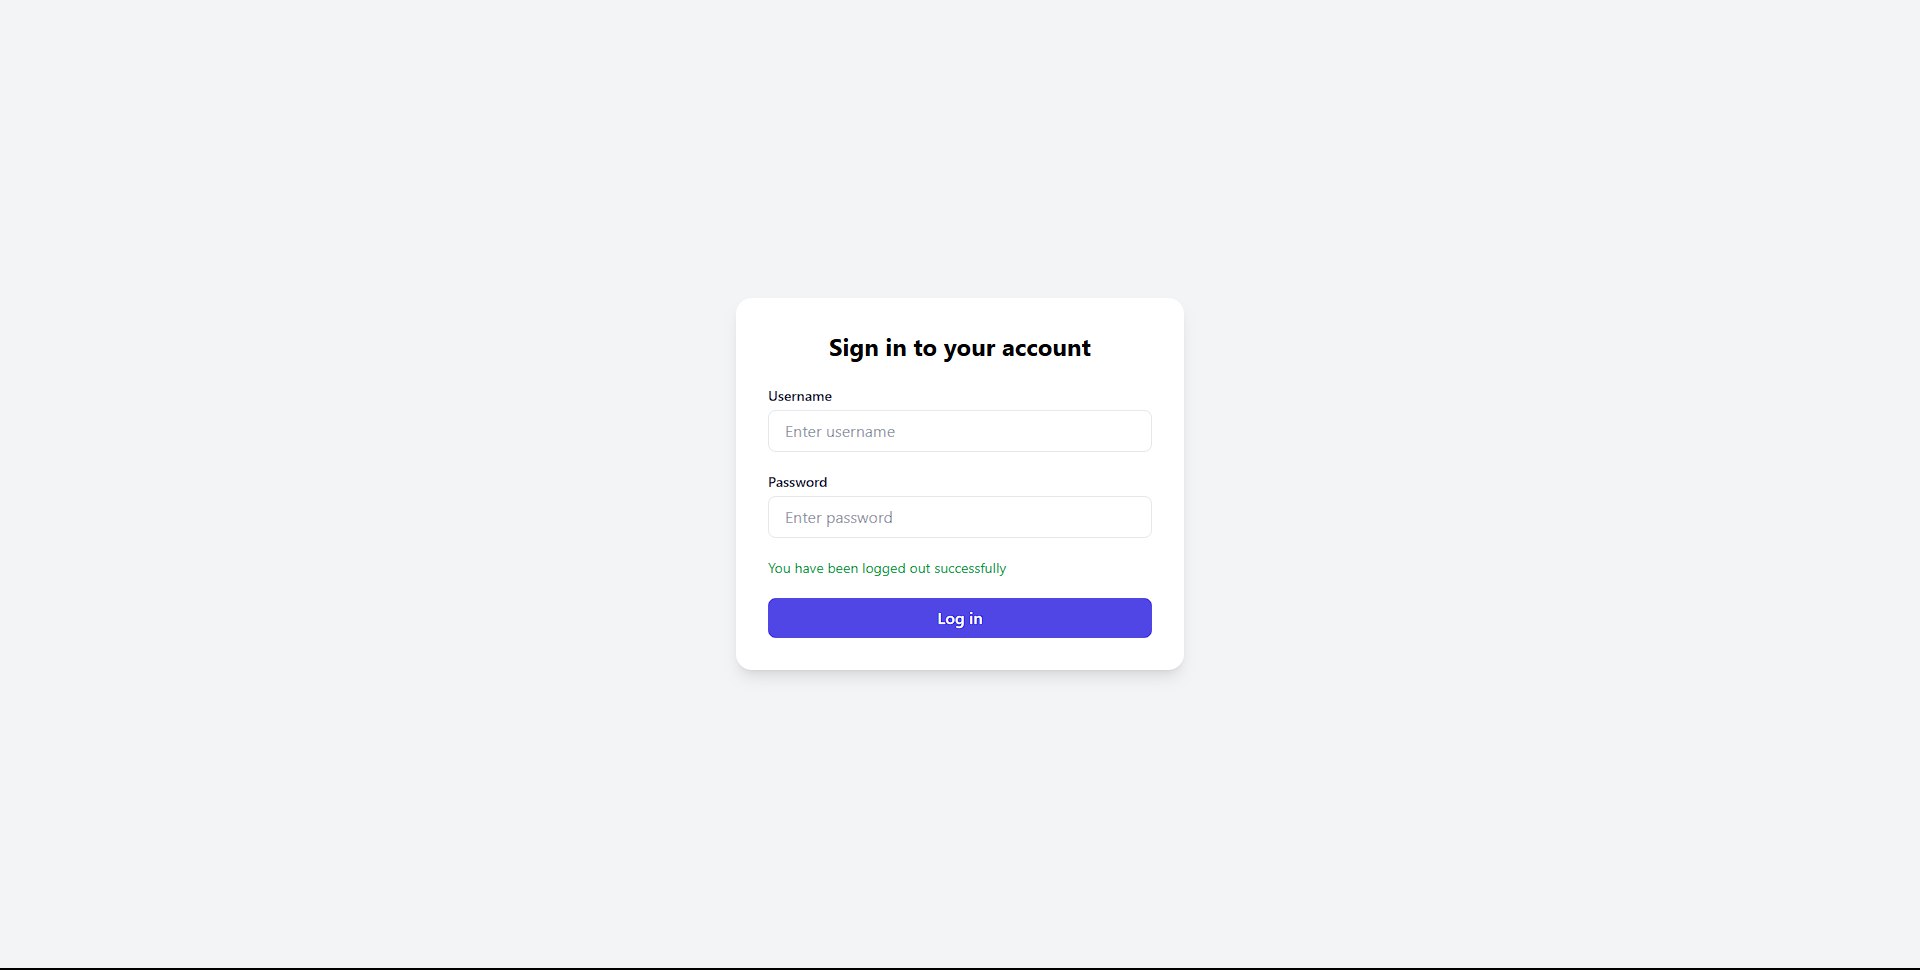 Sign in to your account
Username
Enter username
Password
Enter password
You have been logged out successfully
Log in